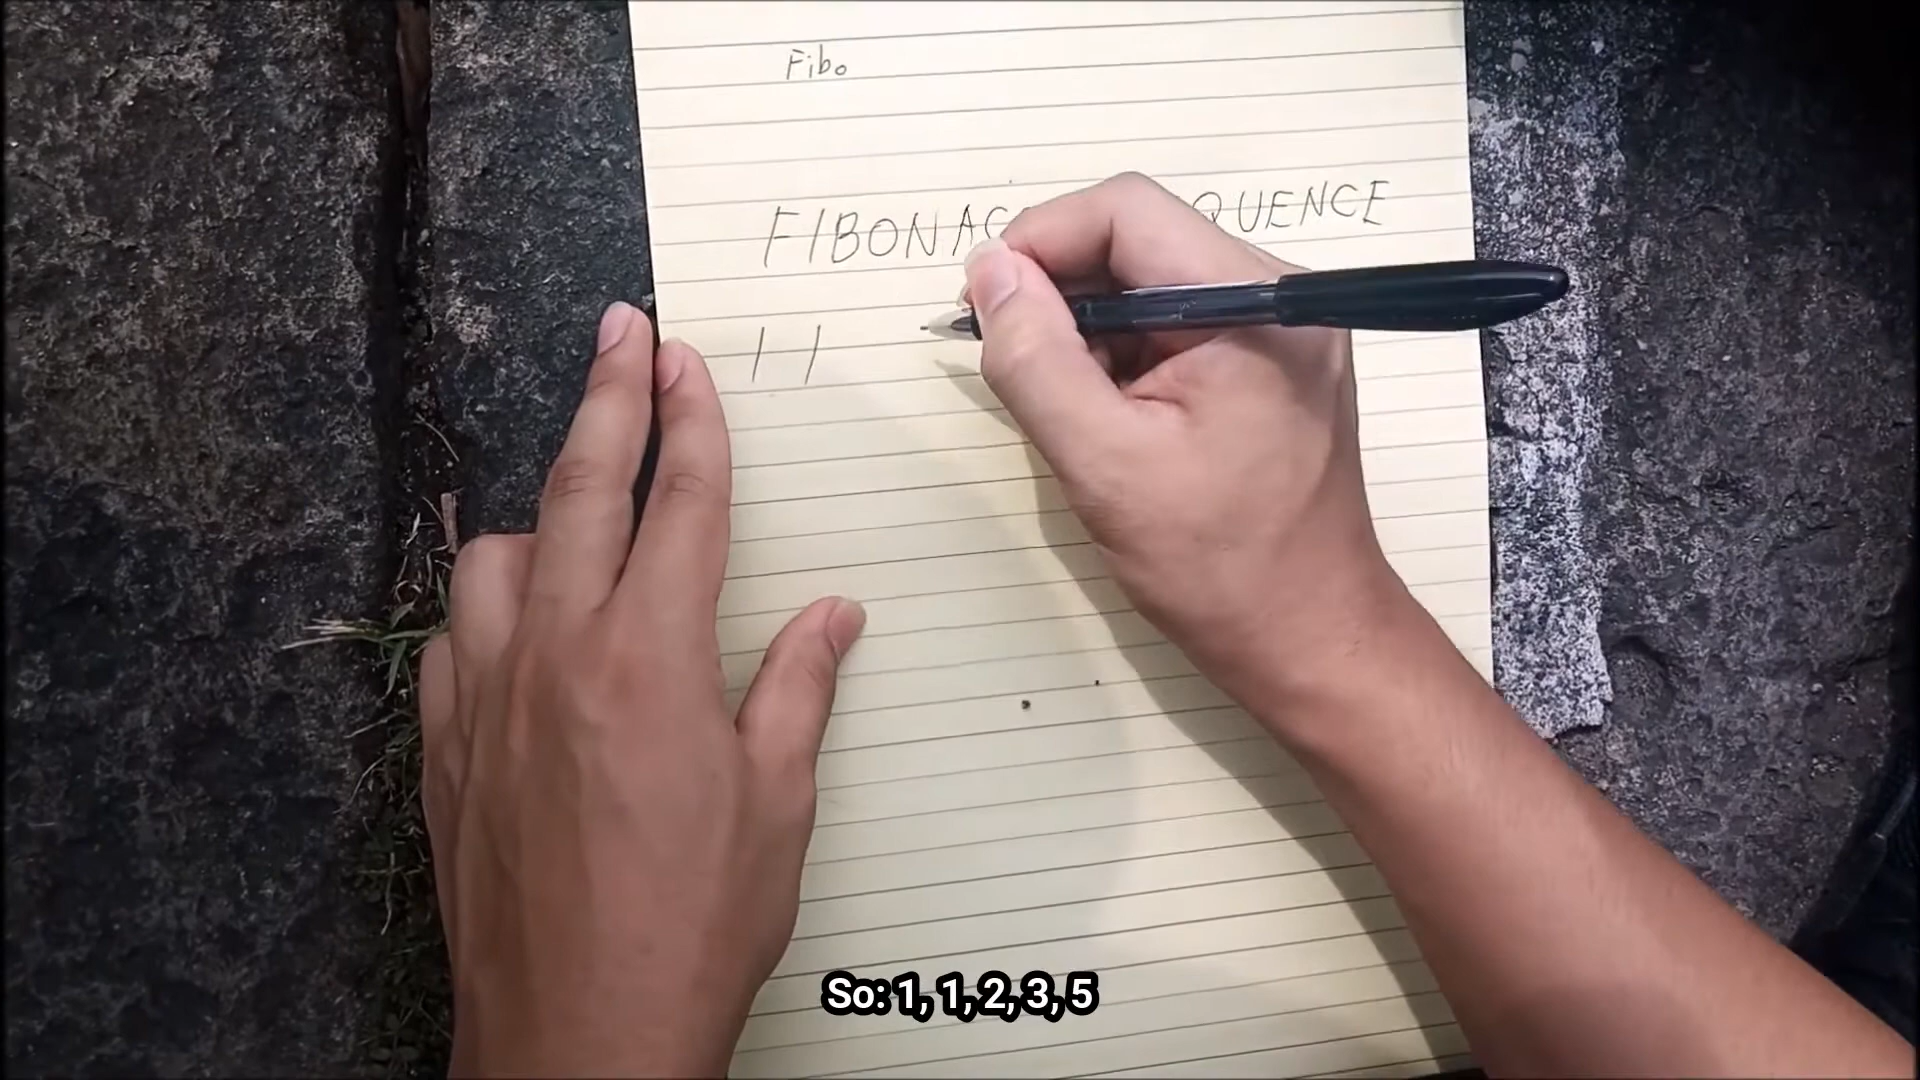 Fibo
FIBONAC QUENCE
1 1
So: 1, 1, 2, 3, 5